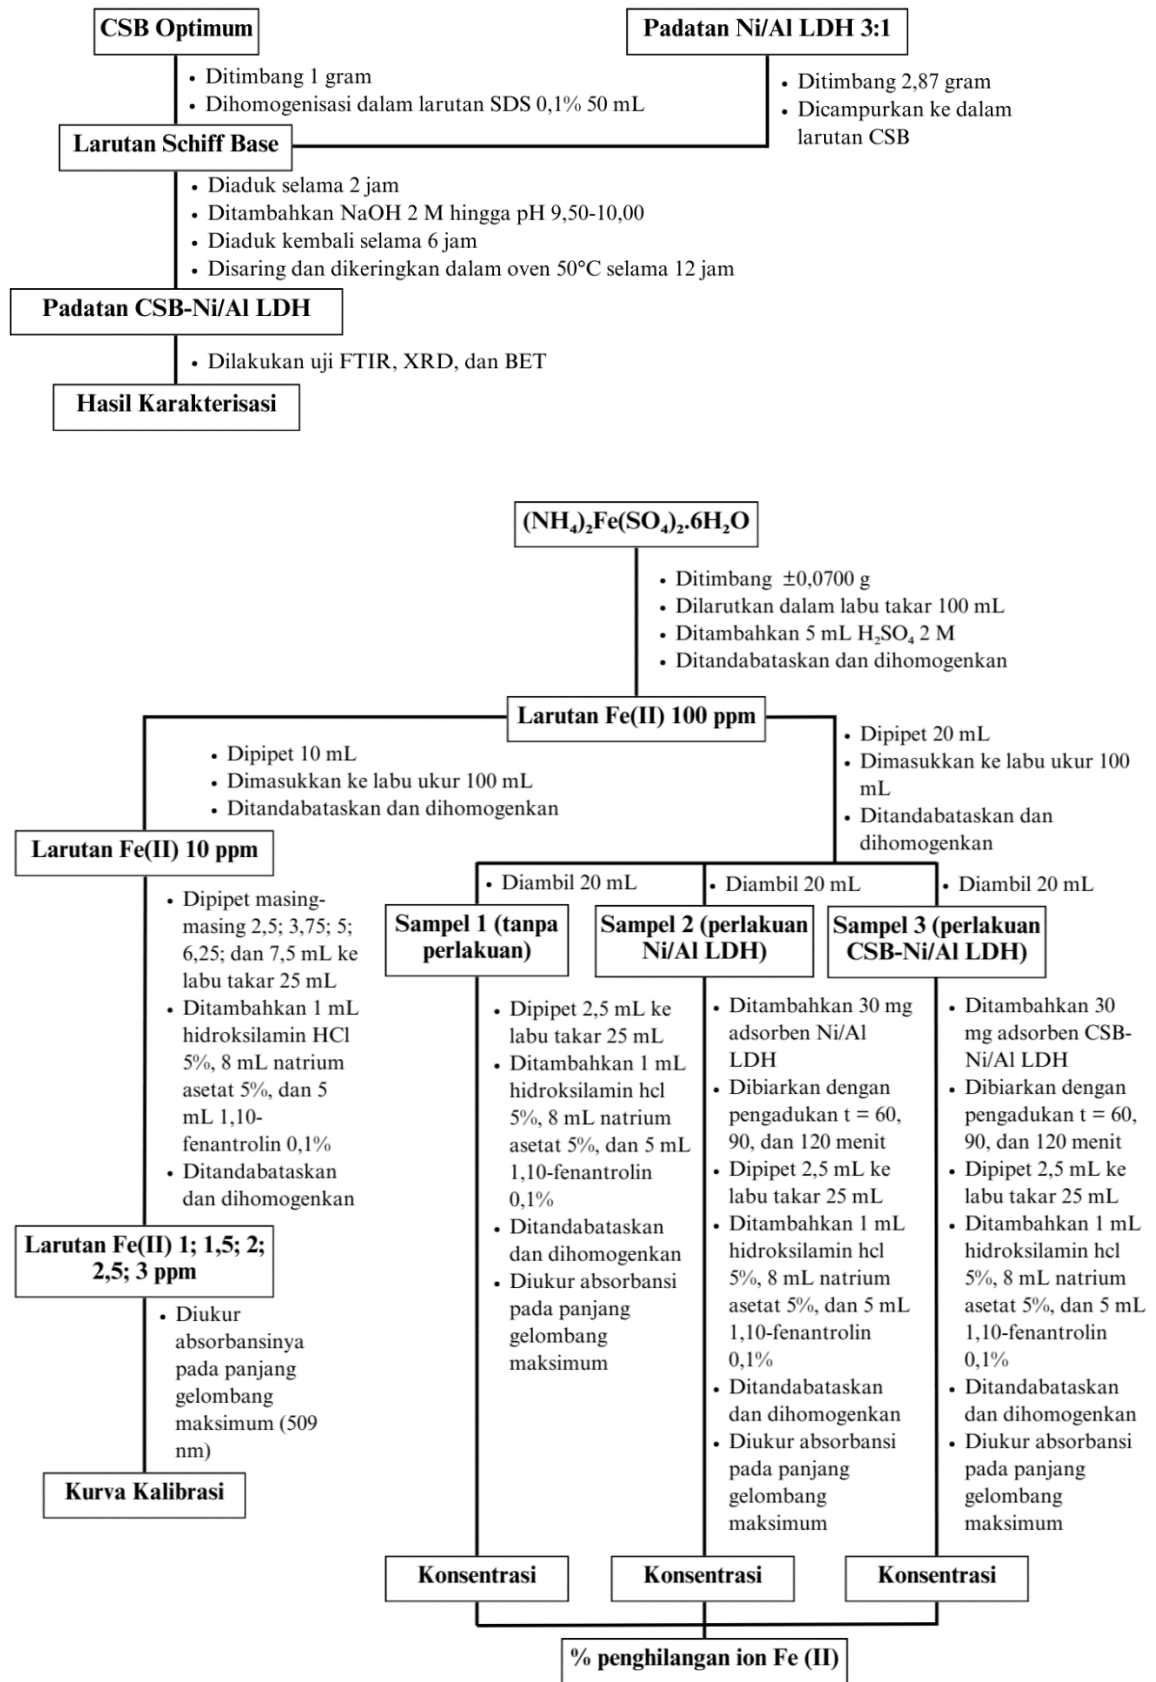 CSB Optimum
• Ditimbang 1 gram
• Dihomogenisasi dalam larutan SDS 0,1% 50 mL
Padatan Ni/Al LDH 3:1
• Ditimbang 2,87 gram
• Dicampurkan ke dalam
larutan CSB
Larutan Schiff Base
• Diaduk selama 2 jam
• Ditambahkan NaOH 2 M hingga pH 9,50-10,00
• Diaduk kembali selama 6 jam
• Disaring dan dikeringkan dalam oven 50°C selama 12 jam
Padatan CSB-Ni/Al LDH
• Dilakukan uji FTIR, XRD, dan BET
Hasil Karakterisasi
(NH₄)₂Fe(SO₄)₂.6H₂O
• Ditimbang ±0,0700 g
• Dilarutkan dalam labu takar 100 mL
• Ditambahkan 5 mL H₂SO₄ 2 M
• Ditandabataskan dan dihomogenkan
Larutan Fe(II) 100 ppm
• Dipipet 10 mL
• Dimasukkan ke labu ukur 100 mL
• Ditandabataskan dan dihomogenkan
Larutan Fe(II) 10 ppm
• Dipipet masing-
masing 2,5; 3,75; 5;
6,25; dan 7,5 mL ke
labu takar 25 mL
• Ditambahkan 1 mL
hidroksilamin HCl
5%, 8 mL natrium
asetat 5%, dan 5
mL 1,10-
fenantrolin 0,1%
• Ditandabataskan
dan dihomogenkan
Larutan Fe(II) 1; 1,5; 2;
2,5; 3 ppm
• Diukur
absorbansinya
pada panjang
gelombang
maksimum (509
nm)
Kurva Kalibrasi
• Dipipet 20 mL
• Dimasukkan ke labu ukur 100
mL
• Ditandabataskan dan
dihomogenkan
• Diambil 20 mL
Sampel 1 (tanpa
perlakuan)
• Dipipet 2,5 mL ke
labu takar 25 mL
• Ditambahkan 1 mL
hidroksilamin hcl
5%, 8 mL natrium
asetat 5%, dan 5 mL
1,10-fenantrolin
0,1%
• Ditandabataskan
dan dihomogenkan
• Diukur absorbansi
pada panjang
gelombang
maksimum
Konsentrasi
• Diambil 20 mL
Sampel 2 (perlakuan
Ni/Al LDH)
• Ditambahkan 30 mg
adsorben Ni/Al
LDH
• Dibiarkan dengan
pengadukan t = 60,
90, dan 120 menit
• Dipipet 2,5 mL ke
labu takar 25 mL
• Ditambahkan 1 mL
hidroksilamin hcl
5%, 8 mL natrium
asetat 5%, dan 5 mL
1,10-fenantrolin
0,1%
• Ditandabataskan
dan dihomogenkan
• Diukur absorbansi
pada panjang
gelombang
maksimum
Konsentrasi
• Diambil 20 mL
Sampel 3 (perlakuan
CSB-Ni/Al LDH)
• Ditambahkan 30
mg adsorben CSB-
Ni/Al LDH
• Dibiarkan dengan
pengadukan t = 60,
90, dan 120 menit
• Dipipet 2,5 mL ke
labu takar 25 mL
• Ditambahkan 1 mL
hidroksilamin hcl
5%, 8 mL natrium
asetat 5%, dan 5 mL
1,10-fenantrolin
0,1%
• Ditandabataskan
dan dihomogenkan
• Diukur absorbansi
pada panjang
gelombang
maksimum
Konsentrasi
% penghilangan ion Fe (II)